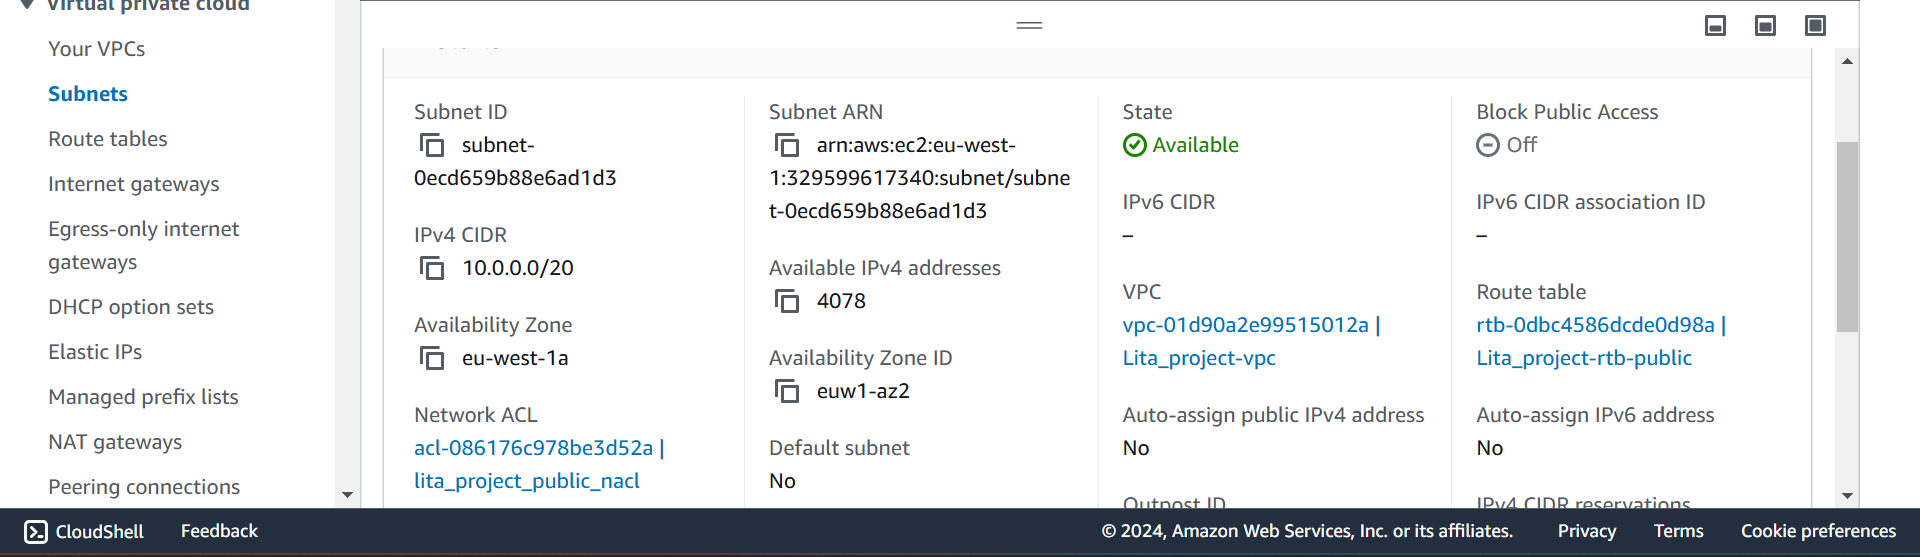 Virtual private cloud
Your VPCs
Subnets
Route tables
Internet gateways
Egress-only internet
gateways
DHCP option sets
Elastic IPs
Managed prefix lists
NAT gateways
Peering connections
Subnet ID
subnet-
0ecd659b88e6ad1d3
IPv4 CIDR
10.0.0.0/20
Availability Zone
eu-west-1a
Network ACL
acl-086176c978be3d52a |
lita_project_public_nacl
Subnet ARN
arn:aws:ec2:eu-west-
1:329599617340:subnet/subne
t-0ecd659b88e6ad1d3
Available IPv4 addresses
4078
Availability Zone ID
euw1-az2
Default subnet
No
State
Available
IPv6 CIDR
–
VPC
vpc-01d90a2e99515012a |
Lita_project-vpc
Auto-assign public IPv4 address
No
Outpost ID
Block Public Access
Off
IPv6 CIDR association ID
–
Route table
rtb-0dbc4586dcde0d98a |
Lita_project-rtb-public
Auto-assign IPv6 address
No
IPv4 CIDR reservations
CloudShell
Feedback
© 2024, Amazon Web Services, Inc. or its affiliates.
Privacy
Terms
Cookie preferences